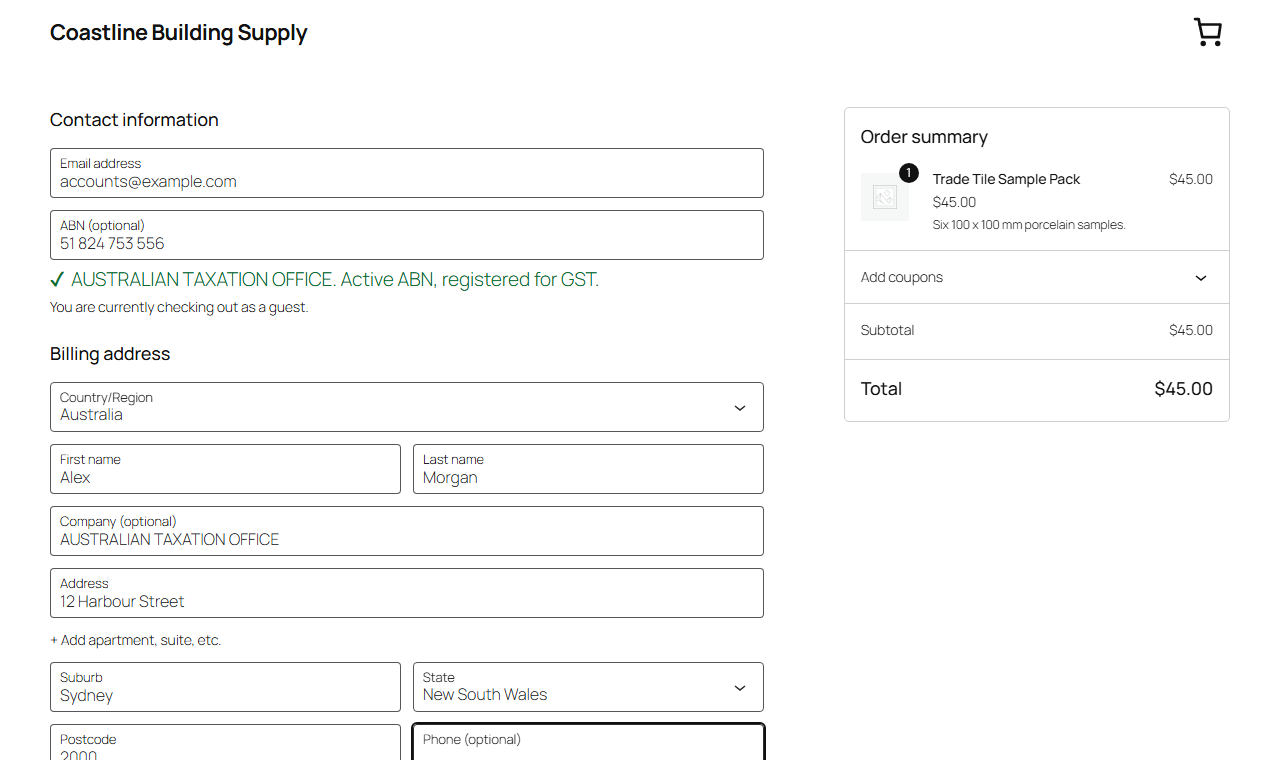 Coastline Building Supply
Contact information
Email address
accounts@example.com
ABN (optional)
51 824 753 556
✓ AUSTRALIAN TAXATION OFFICE. Active ABN, registered for GST.
You are currently checking out as a guest.
Billing address
Country/Region
Australia
First name
Alex
Last name
Morgan
Company (optional)
AUSTRALIAN TAXATION OFFICE
Address
12 Harbour Street
+ Add apartment, suite, etc.
Suburb
Sydney
State
New South Wales
Postcode
2000
Phone (optional)
Order summary
1
Trade Tile Sample Pack $45.00
$45.00
Six 100 x 100 mm porcelain samples.
Add coupons
Subtotal $45.00
Total $45.00